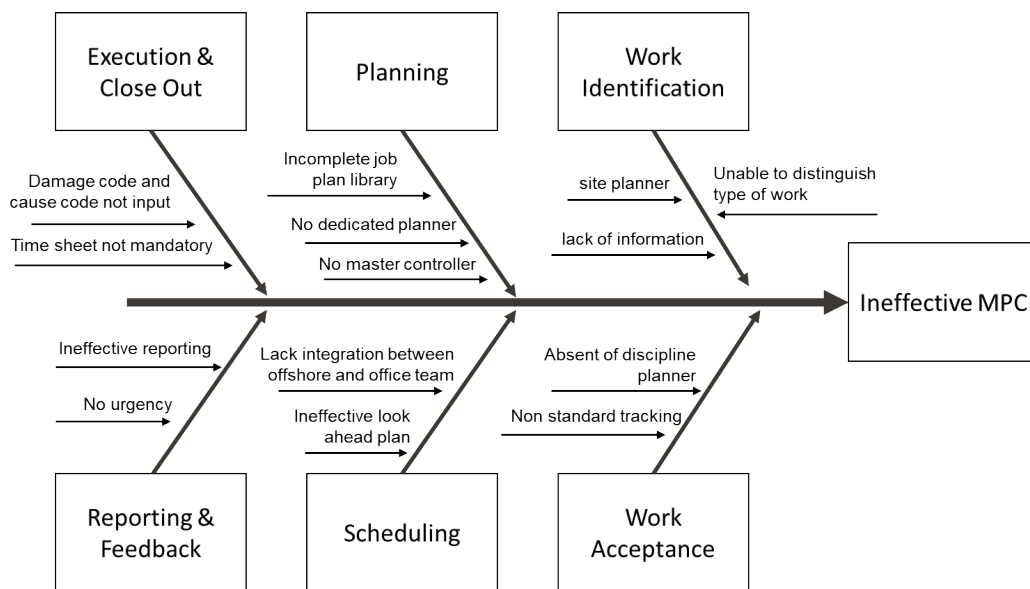 Execution &
Close Out
Planning
Work
Identification
Damage code and
cause code not input
Time sheet not mandatory
Incomplete job
plan library
No dedicated planner
No master controller
site planner
Unable to distinguish
type of work
lack of information
Ineffective MPC
Ineffective reporting
No urgency
Lack integration between
offshore and office team
Ineffective look
ahead plan
Absent of discipline
planner
Non standard tracking
Reporting &
Feedback
Scheduling
Work
Acceptance